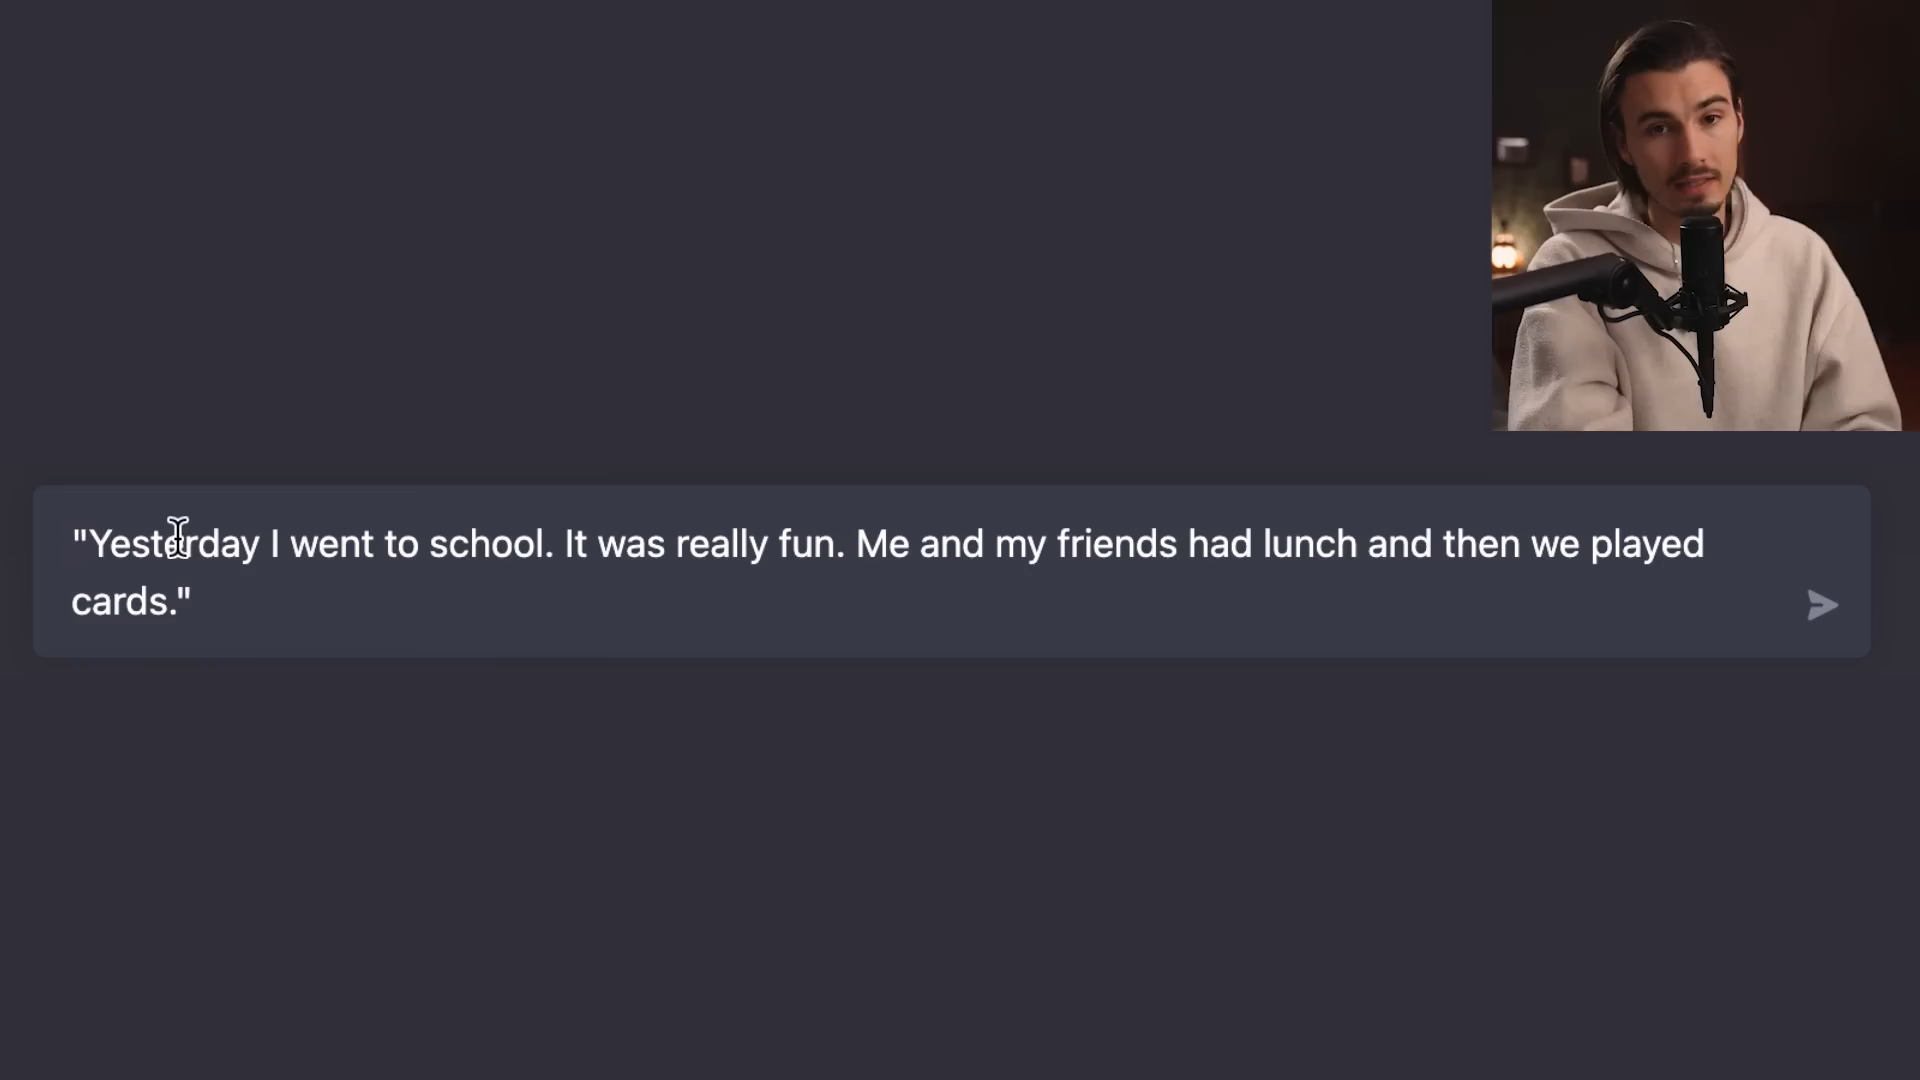 "Yesterday I went to school. It was really fun. Me and my friends had lunch and then we played
cards."